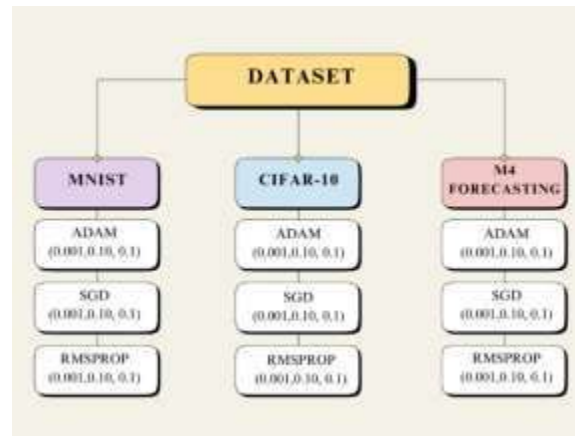 DATASET
MNIST
ADAM
(0.001,0.10, 0.1)
SGD
(0.001,0.10, 0.1)
RMSPROP
(0.001,0.10, 0.1)
CIFAR-10
ADAM
(0.001,0.10, 0.1)
SGD
(0.001,0.10, 0.1)
RMSPROP
(0.001,0.10, 0.1)
M4
FORECASTING
ADAM
(0.001,0.10, 0.1)
SGD
(0.001,0.10, 0.1)
RMSPROP
(0.001,0.10, 0.1)